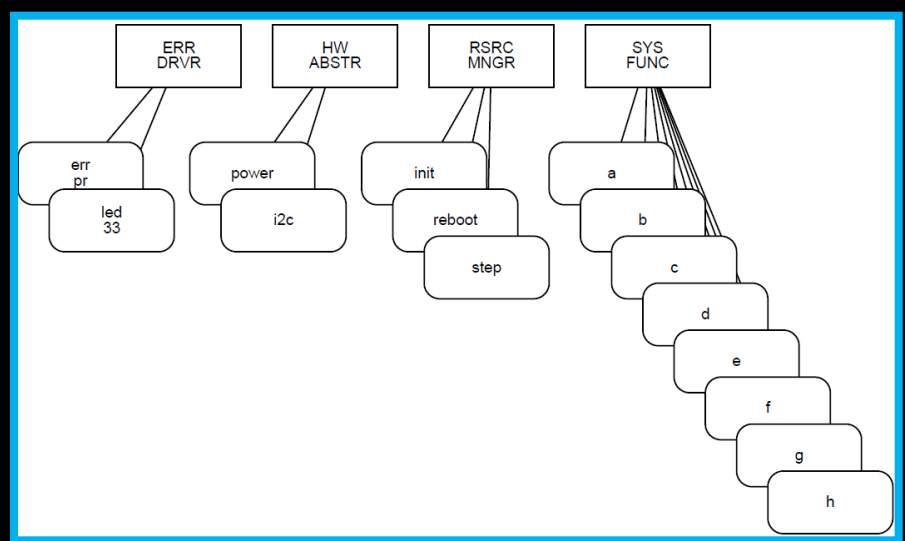 ERR
DRVR
HW
ABSTR
RSRC
MNGR
SYS
FUNC
err
pr
led
33
power
i2c
init
reboot
step
a
b
c
d
e
f
g
h